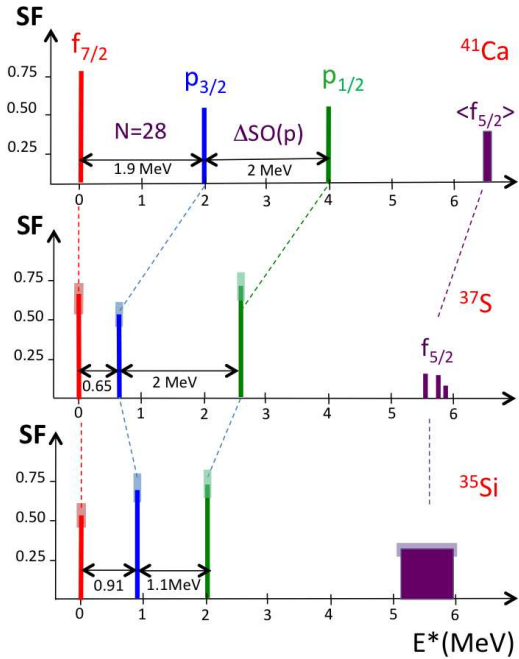 SF
f7/2
p3/2
p1/2
41Ca
<f5/2>
N=28
ΔSO(p)
0.75
0.50
0.25
1.9 MeV
2 MeV
0 1 2 3 4 5 6
SF
37S
0.75
0.50
0.25
f5/2
0.65
2 MeV
0 1 2 3 4 5 6
SF
35Si
0.75
0.50
0.25
0.91
1.1MeV
0 1 2 3 4 5 6
E*(MeV)